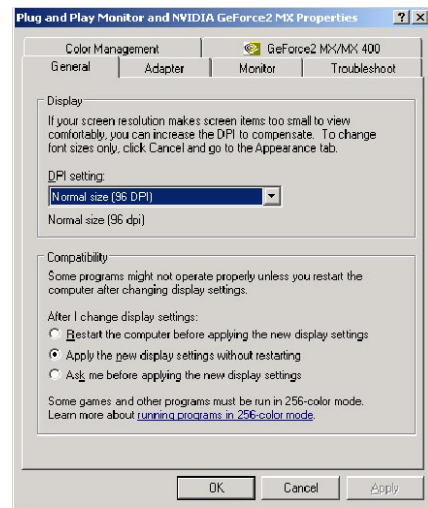 Plug and Play Monitor and NVIDIA GeForce2 MX Properties
Color Management
GeForce2 MX/MX 400
General
Adapter
Monitor
Troubleshoot
Display
If your screen resolution makes screen items too small to view
comfortably, you can increase the DPI to compensate. To change
font sizes only, click Cancel and go to the Appearance tab.
DPI setting:
Normal size (96 DPI)
Normal size (96 dpi)
Compatibility
Some programs might not operate properly unless you restart the
computer after changing display settings.
After I change display settings:
Restart the computer before applying the new display settings
Apply the new display settings without restarting
Ask me before applying the new display settings
Some games and other programs must be run in 256-color mode.
Learn more about running programs in 256-color mode.
OK
Cancel
Apply